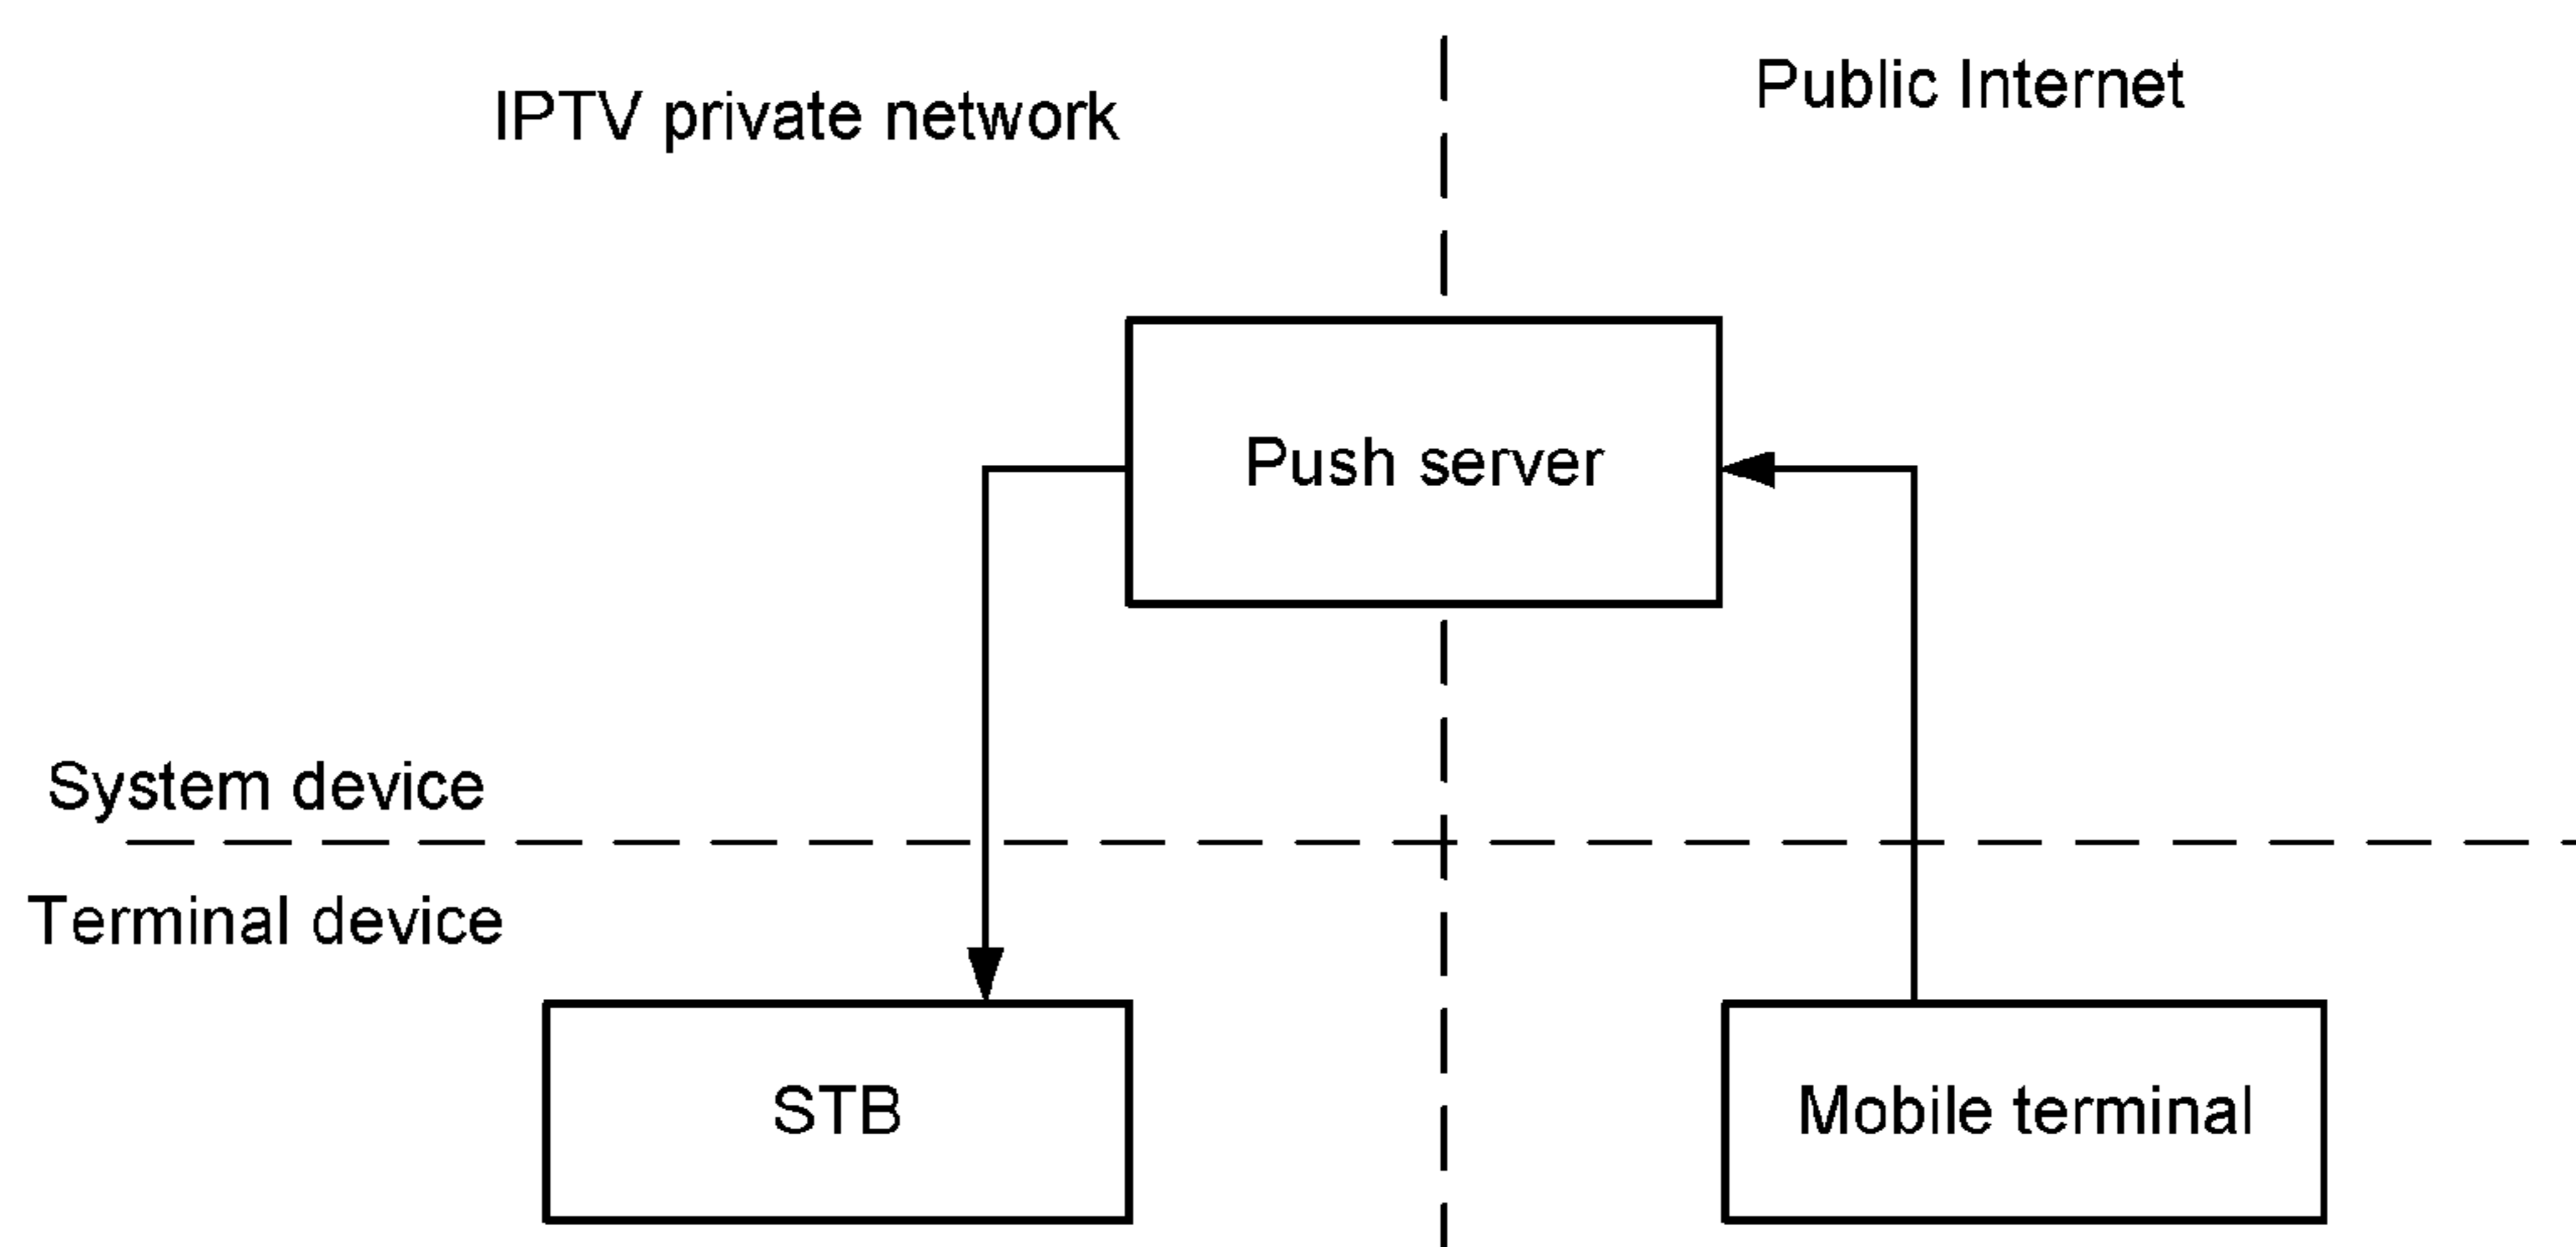 IPTV private network
Public Internet
Push server
System device
Terminal device
STB
Mobile terminal